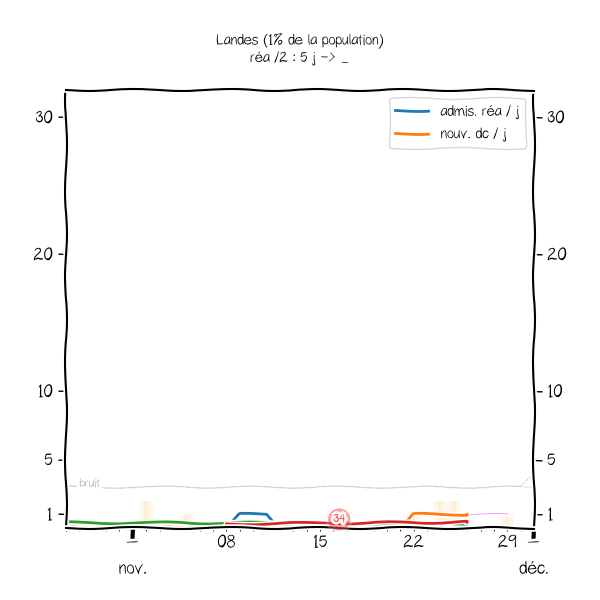 Landes (1% de la population)
réa /2 : 5 j -> _
admis. réa / j
nouv. dc / j
30
30
20
20
10
10
5
5
bruit
1
1
34
08
15
22
29
nov.
déc.